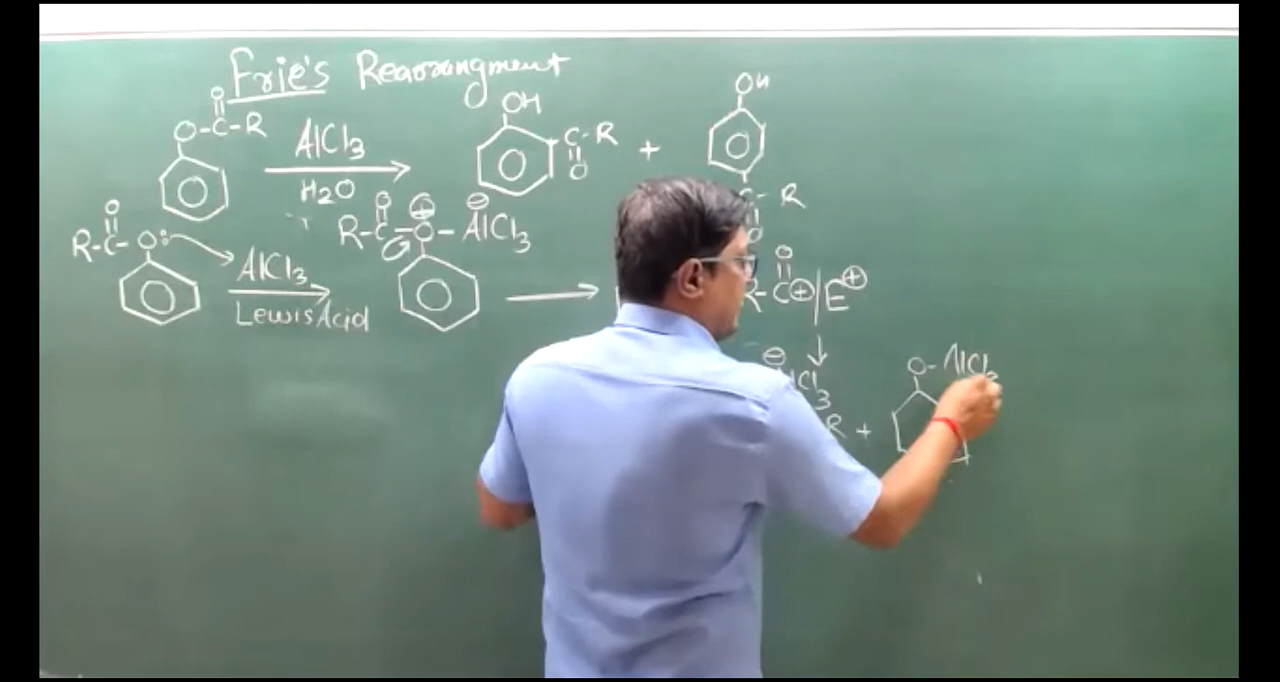 Frie's Rearrangment
O
O-C-R
AlCl3
H2O
OH
C-R
O
+
OH
C-R
O
O
R-C-O:
AlCl3
Lewis Acid
O ⊕ ⊖
R-C-O-AlCl3
O
R-C⊕/E⊕
⊖
AlCl3
R +
O-AlCl3